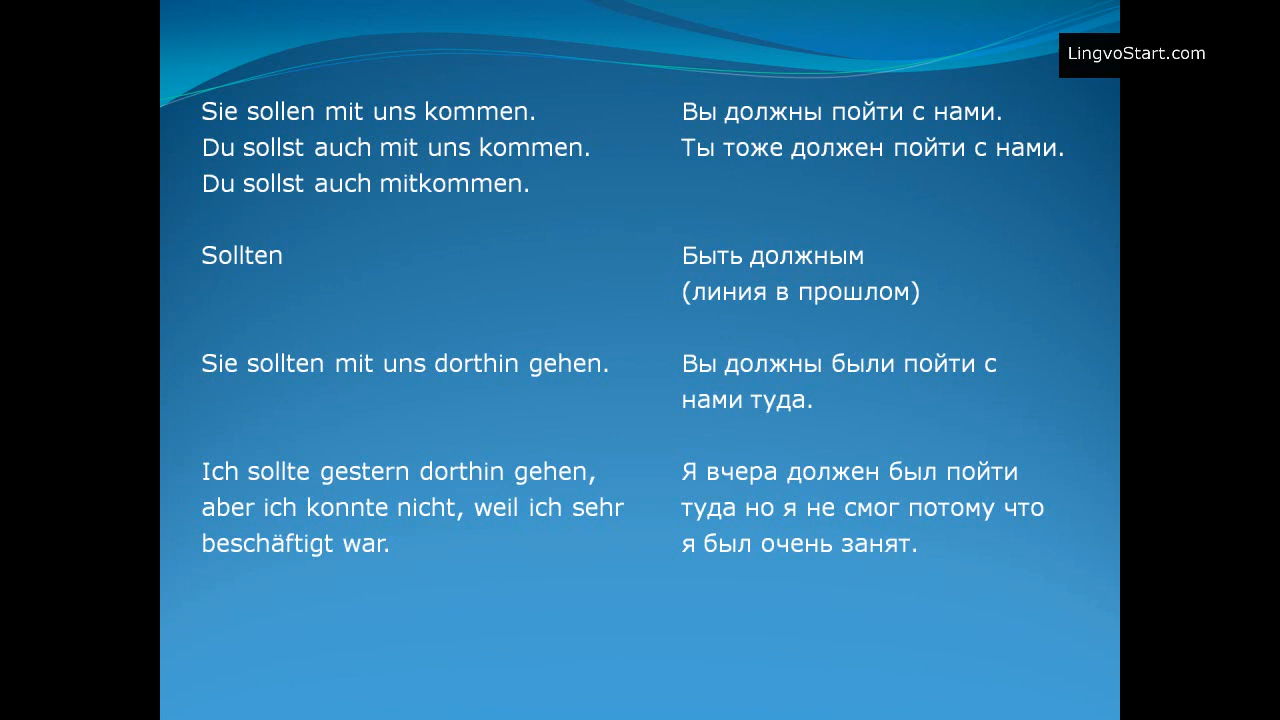 LingvoStart.com
Sie sollen mit uns kommen.
Du sollst auch mit uns kommen.
Du sollst auch mitkommen.
Sollten
Sie sollten mit uns dorthin gehen.
Ich sollte gestern dorthin gehen,
aber ich konnte nicht, weil ich sehr
beschäftigt war.
Вы должны пойти с нами.
Ты тоже должен пойти с нами.
Быть должным
(линия в прошлом)
Вы должны были пойти с
нами туда.
Я вчера должен был пойти
туда но я не смог потому что
я был очень занят.